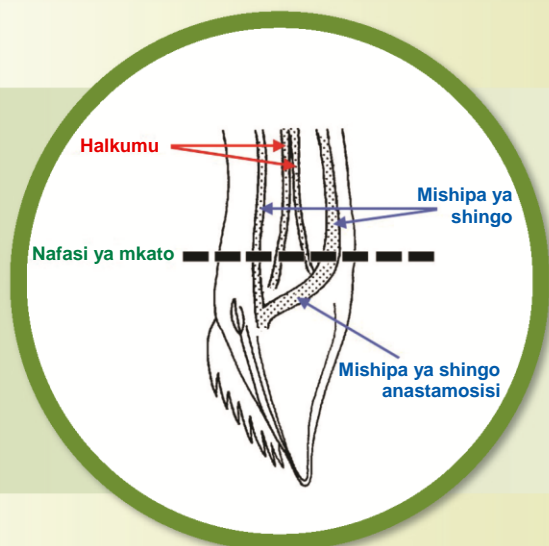 Halkumu
Mishipa ya
shingo
Nafasi ya mkato
Mishipa ya shingo
anastamosisi